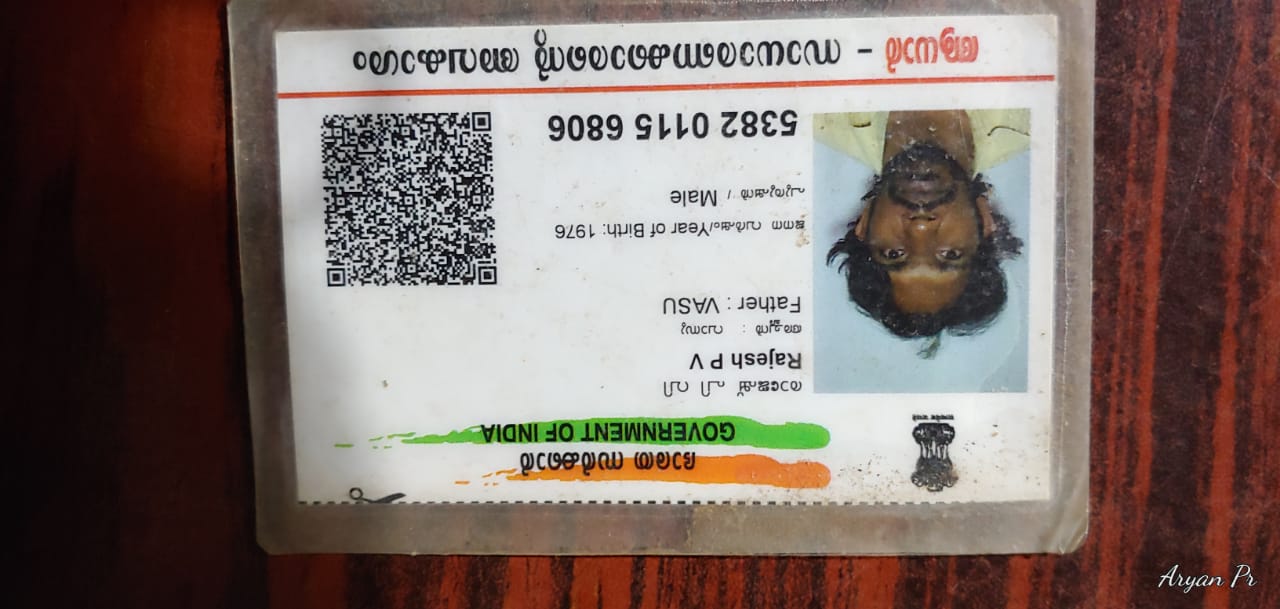 ഭാരത സർക്കാർ
GOVERNMENT OF INDIA
രാജേഷ് പി വി
Rajesh P V
അച്ഛൻ : വാസു
Father : VASU
ജനന വർഷം/Year of Birth: 1976
പുരുഷൻ / Male
5382 0115 6806
ആധാർ - സാധാരണക്കാരന്റെ അവകാശം
Aryan Pr